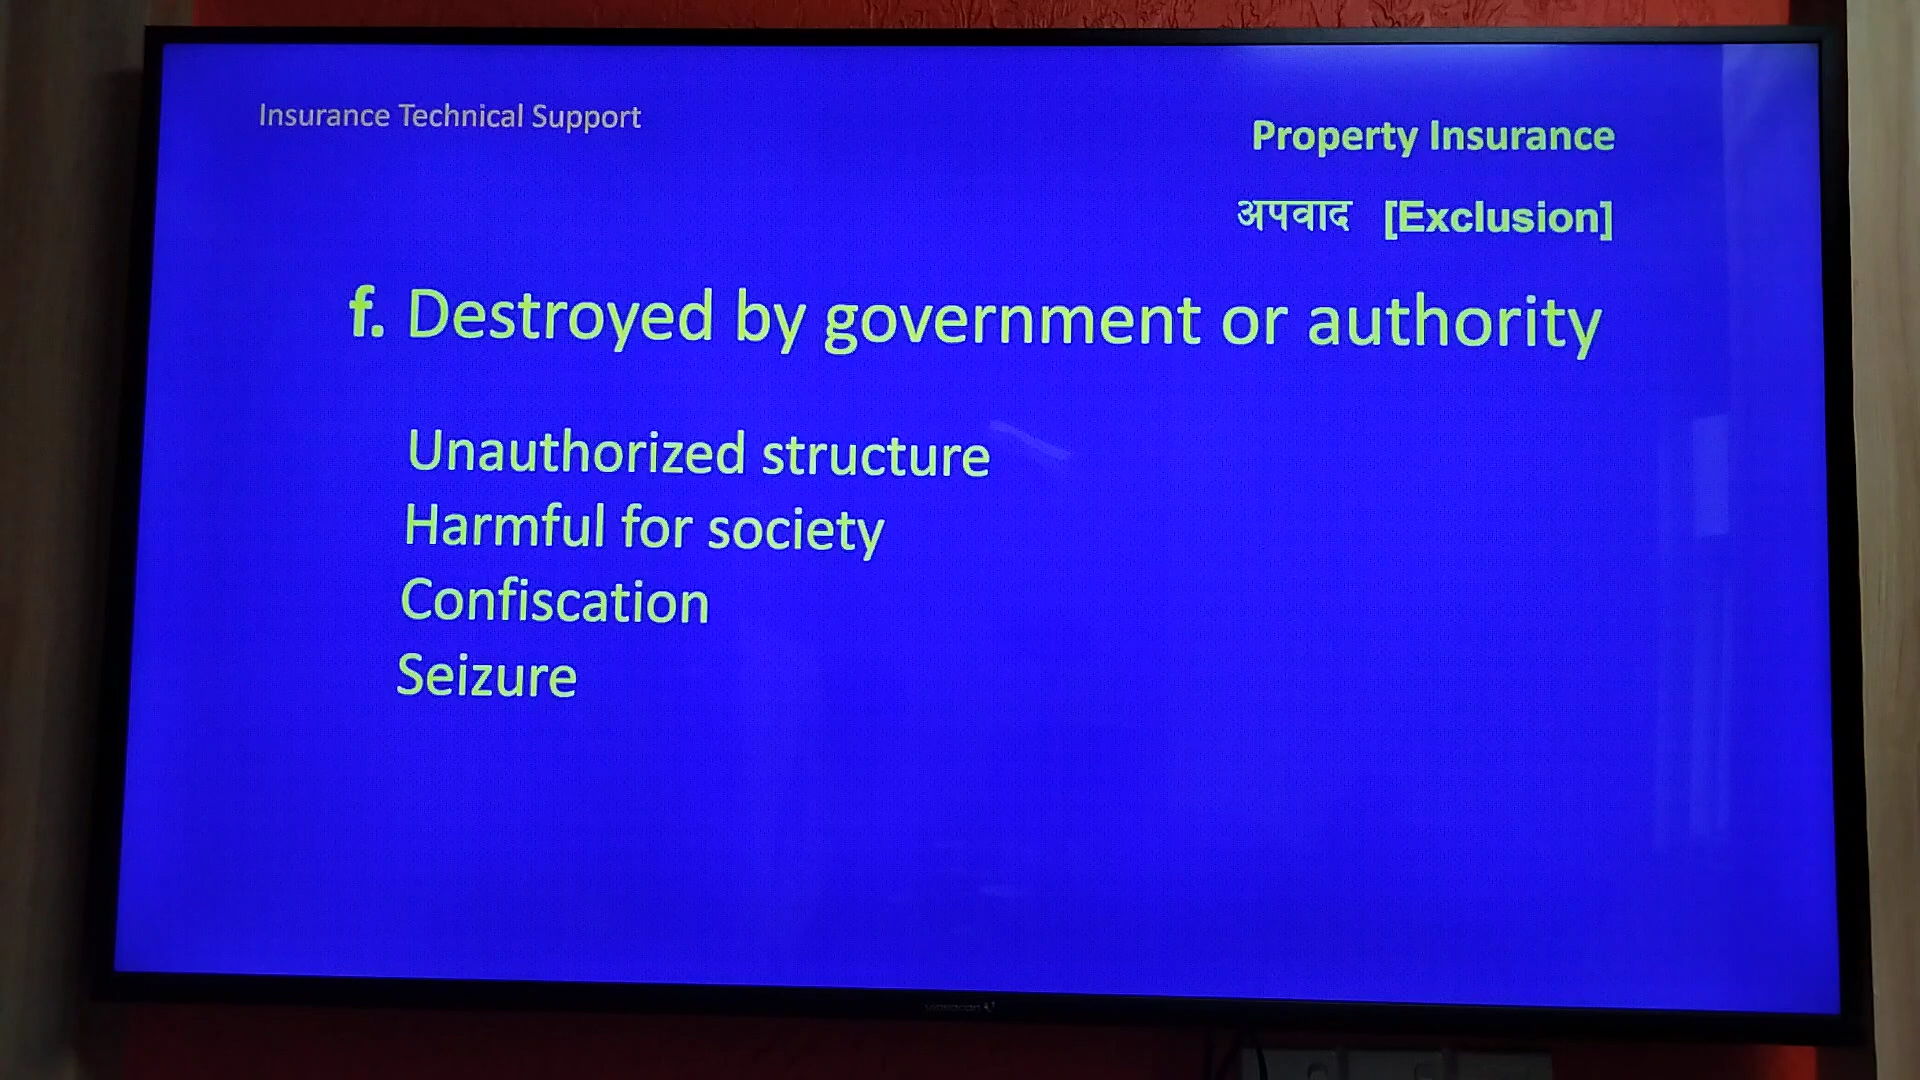 Insurance Technical Support
Property Insurance
अपवाद [Exclusion]
f. Destroyed by government or authority
Unauthorized structure
Harmful for society
Confiscation
Seizure